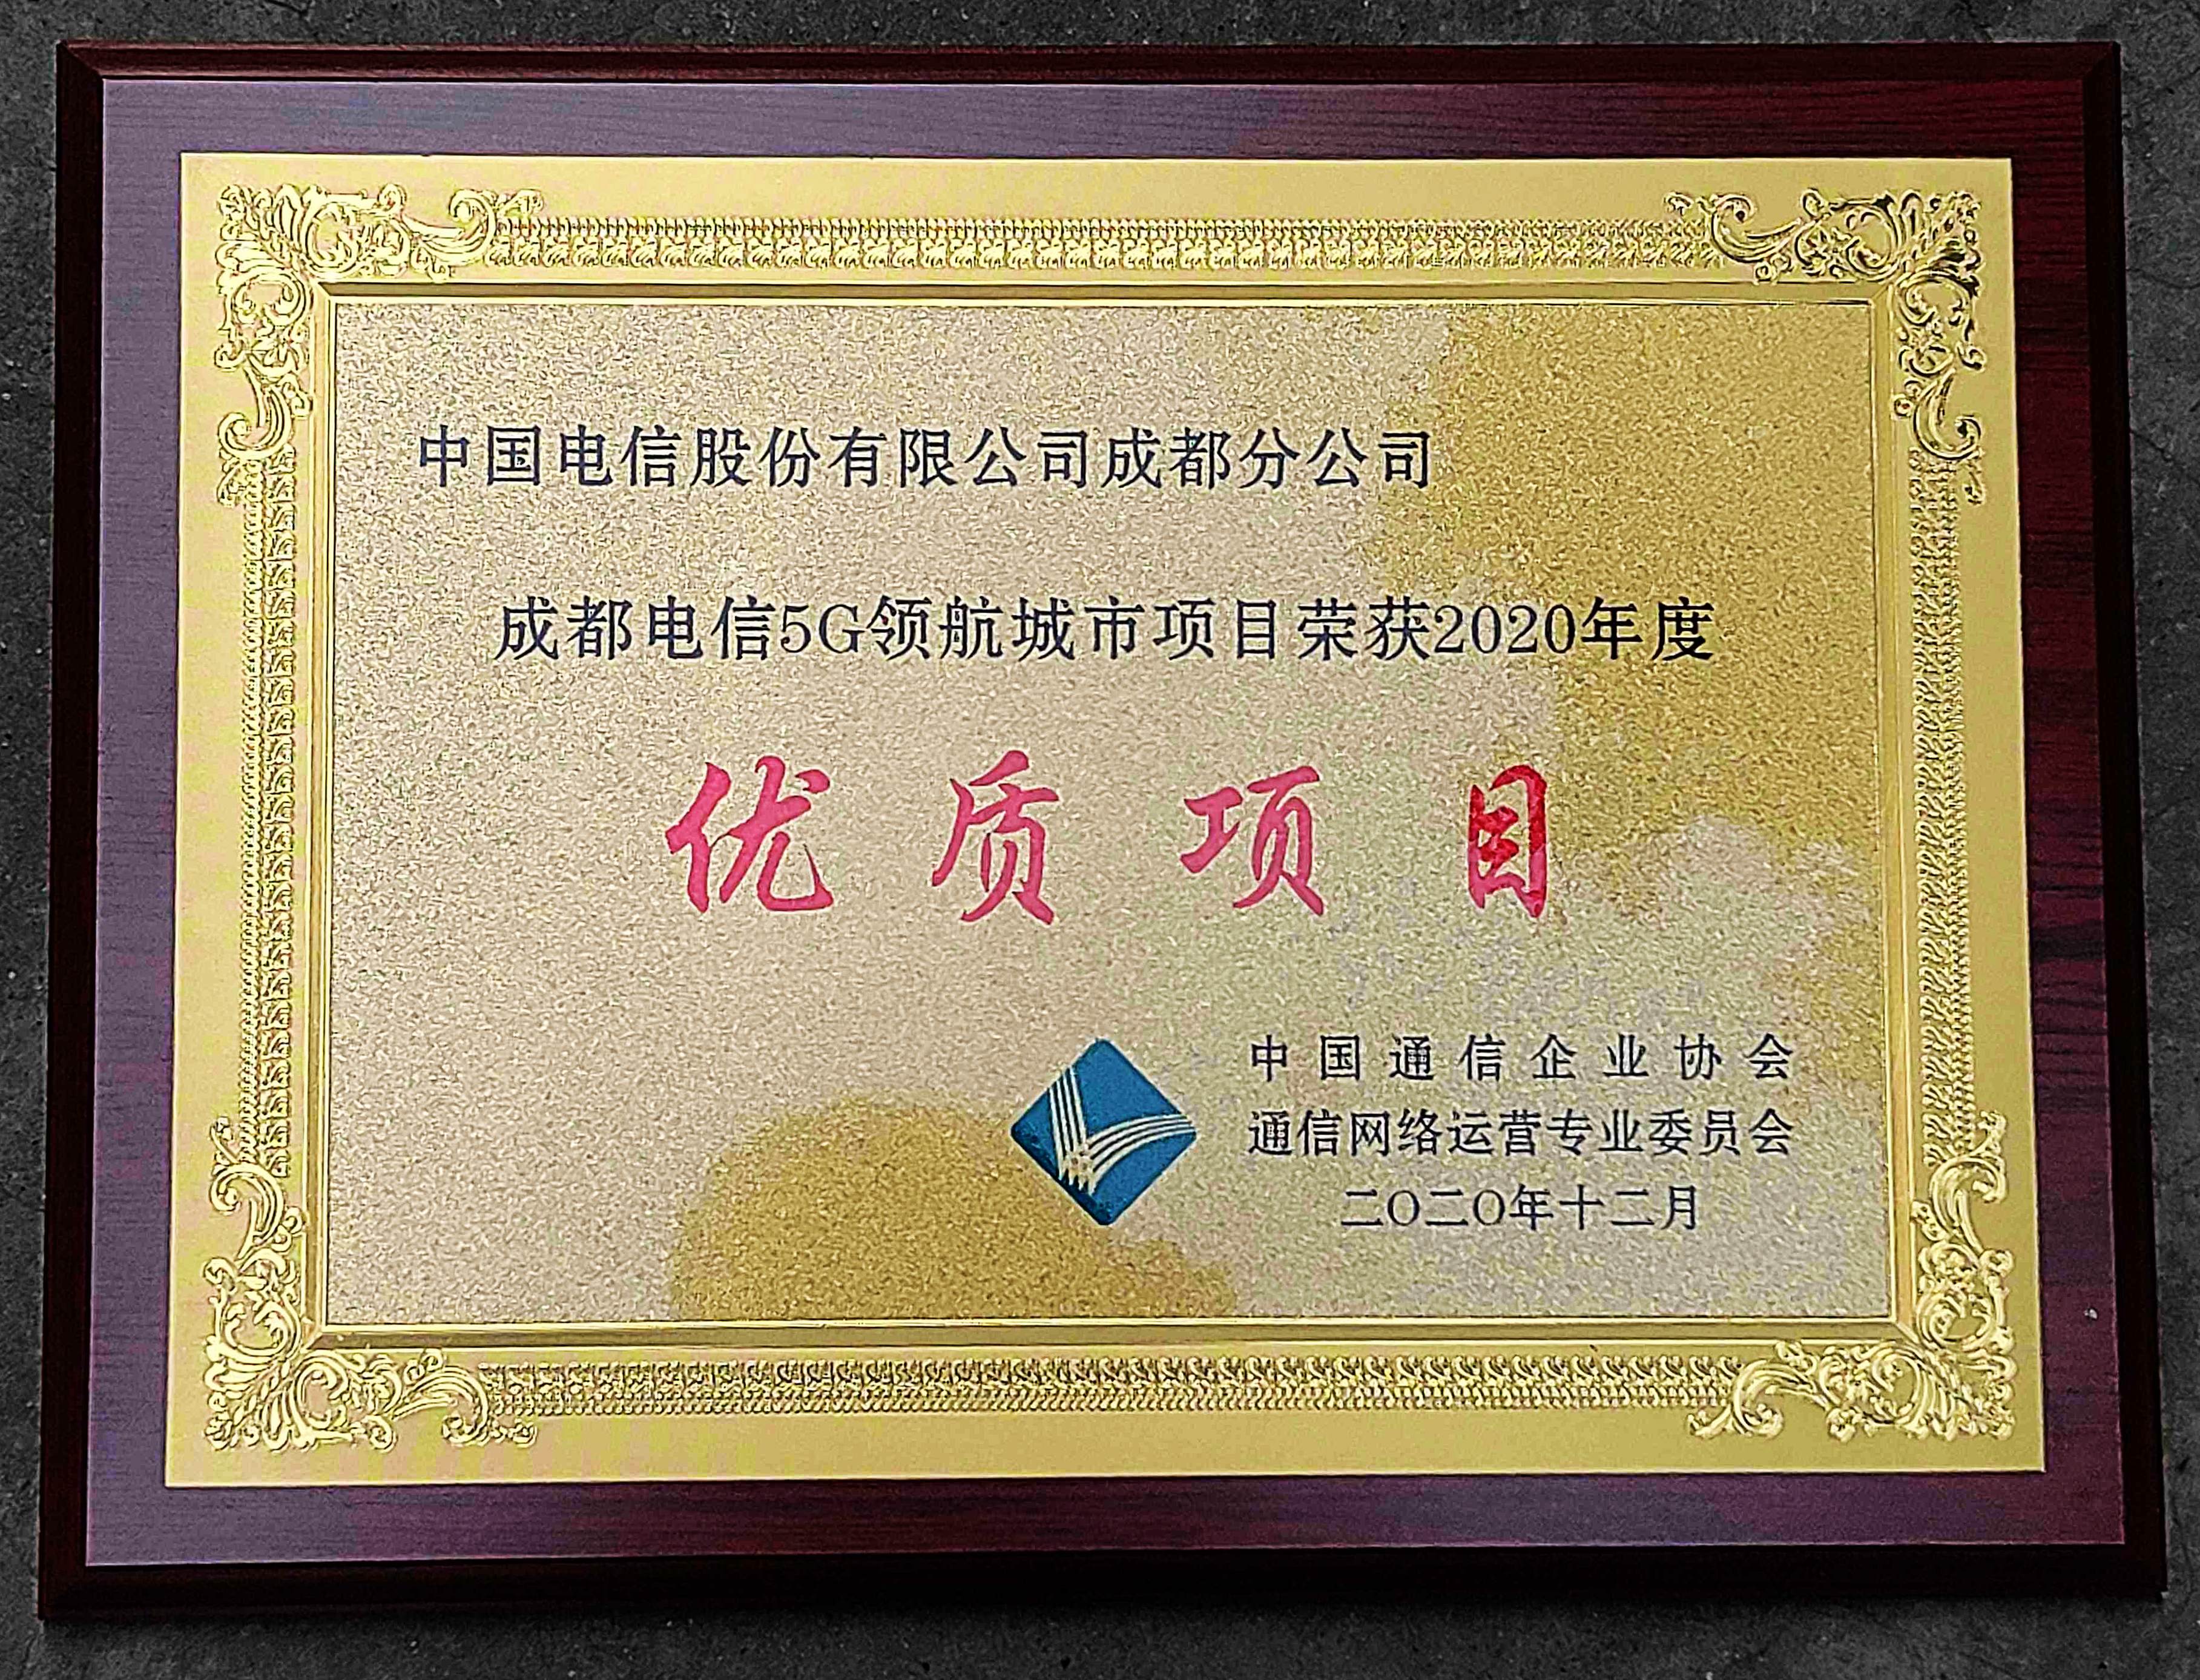 中国电信股份有限公司成都分公司
成都电信5G领航城市项目荣获2020年度
优质项目
中国通信企业协会
通信网络运营专业委员会
二〇二〇年十二月